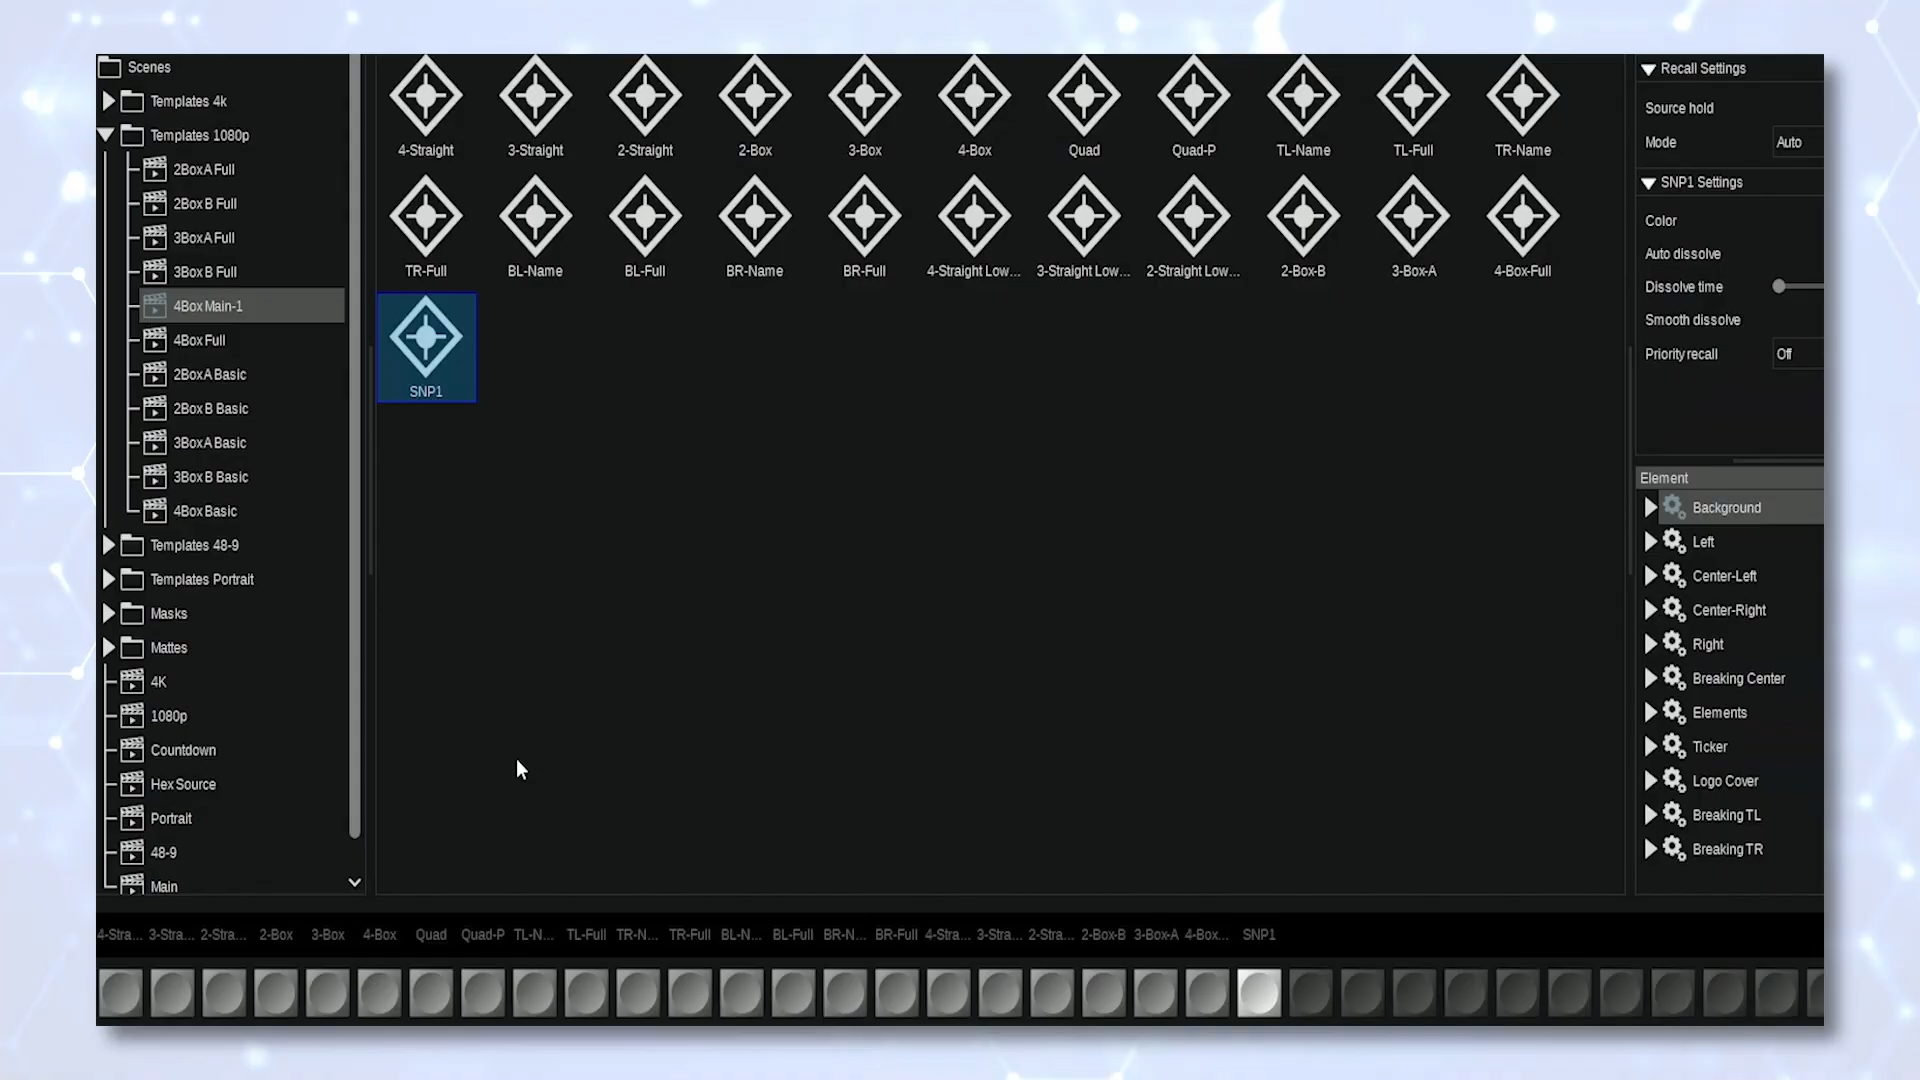 Scenes
Templates 4k
Templates 1080p
2Box A Full
2Box B Full
3Box A Full
3Box B Full
4Box Main-1
4Box Full
2Box A Basic
2Box B Basic
3Box A Basic
3Box B Basic
4Box Basic
Templates 48-9
Templates Portrait
Masks
Mattes
4K
1080p
Countdown
Hex Source
Portrait
48-9
Main
4-Straight 3-Straight 2-Straight 2-Box 3-Box 4-Box Quad Quad-P TL-Name TL-Full TR-Name
TR-Full BL-Name BL-Full BR-Name BR-Full 4-Straight Low... 3-Straight Low... 2-Straight Low... 2-Box-B 3-Box-A 4-Box-Full
SNP1
Recall Settings
Source hold
Mode Auto
SNP1 Settings
Color
Auto dissolve
Dissolve time
Smooth dissolve
Priority recall Off
Element
Background
Left
Center-Left
Center-Right
Right
Breaking Center
Elements
Ticker
Logo Cover
Breaking TL
Breaking TR
4-Stra... 3-Stra... 2-Stra... 2-Box 3-Box 4-Box Quad Quad-P TL-N... TL-Full TR-N... TR-Full BL-N... BL-Full BR-N... BR-Full 4-Stra... 3-Stra... 2-Stra... 2-Box-B 3-Box-A 4-Box... SNP1